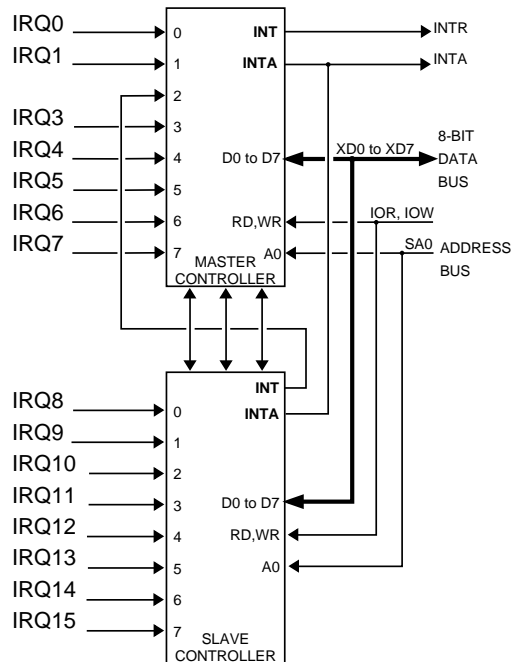 IRQ0
0
INT
INTR
IRQ1
1
INTA
INTA
2
IRQ3
3
IRQ4
4
D0 to D7
XD0 to XD7
8-BIT
DATA
BUS
IRQ5
5
IRQ6
6
RD,WR
IOR, IOW
IRQ7
7
A0
SA0
ADDRESS
BUS
MASTER
CONTROLLER
INT
IRQ8
0
INTA
IRQ9
1
IRQ10
2
IRQ11
3
D0 to D7
IRQ12
4
RD,WR
IRQ13
5
A0
IRQ14
6
IRQ15
7
SLAVE
CONTROLLER